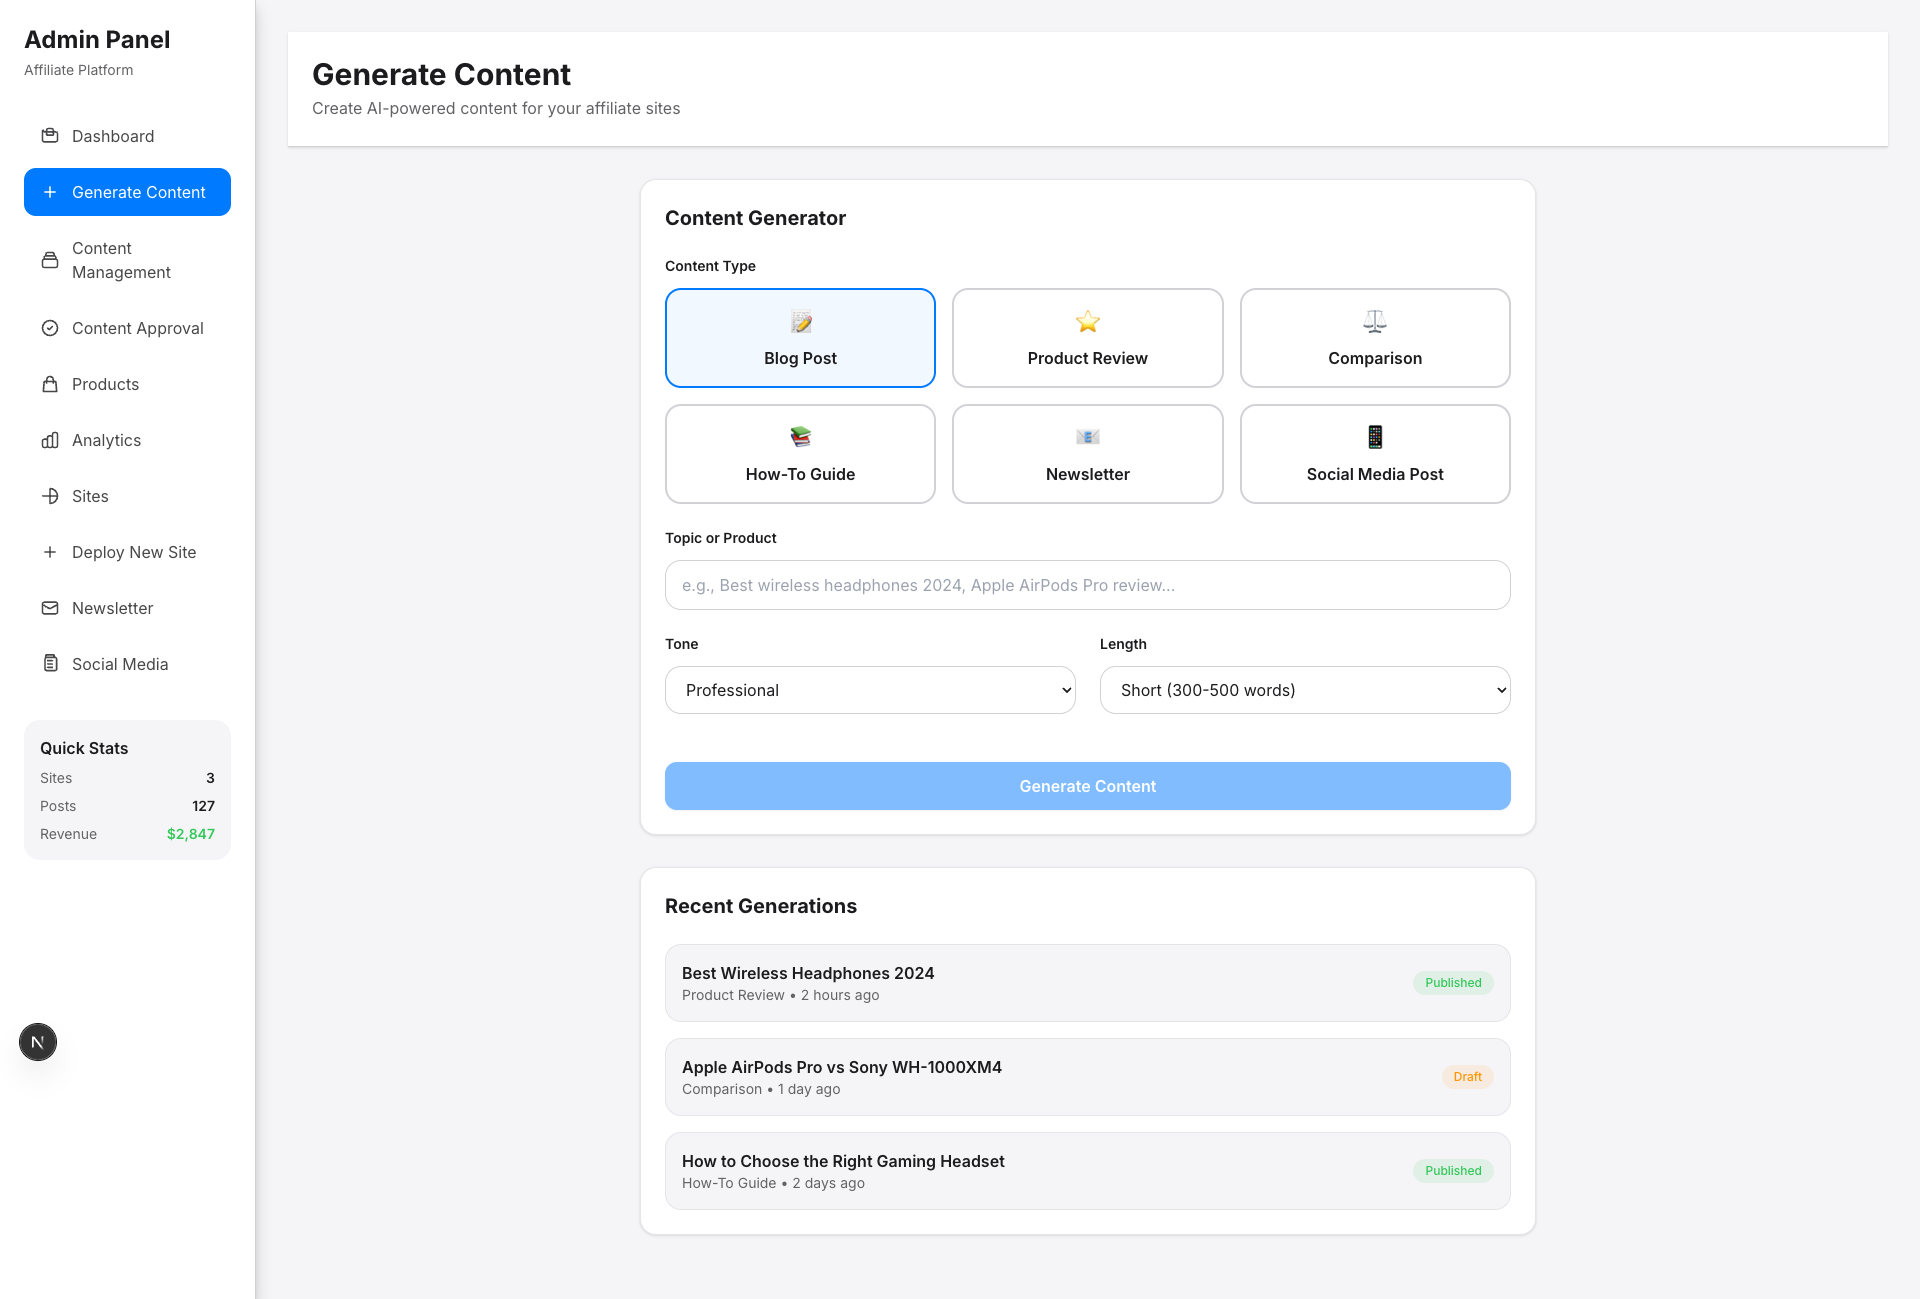 Admin Panel
Affiliate Platform
Dashboard
Generate Content
Content
Management
Content Approval
Products
Analytics
Sites
Deploy New Site
Newsletter
Social Media
Quick Stats
Sites 3
Posts 127
Revenue $2,847
N
Generate Content
Create AI-powered content for your affiliate sites
Content Generator
Content Type
Blog Post
Product Review
Comparison
How-To Guide
Newsletter
Social Media Post
Topic or Product
e.g., Best wireless headphones 2024, Apple AirPods Pro review...
Tone
Length
Professional
Short (300-500 words)
Generate Content
Recent Generations
Best Wireless Headphones 2024
Product Review • 2 hours ago
Published
Apple AirPods Pro vs Sony WH-1000XM4
Comparison • 1 day ago
Draft
How to Choose the Right Gaming Headset
How-To Guide • 2 days ago
Published